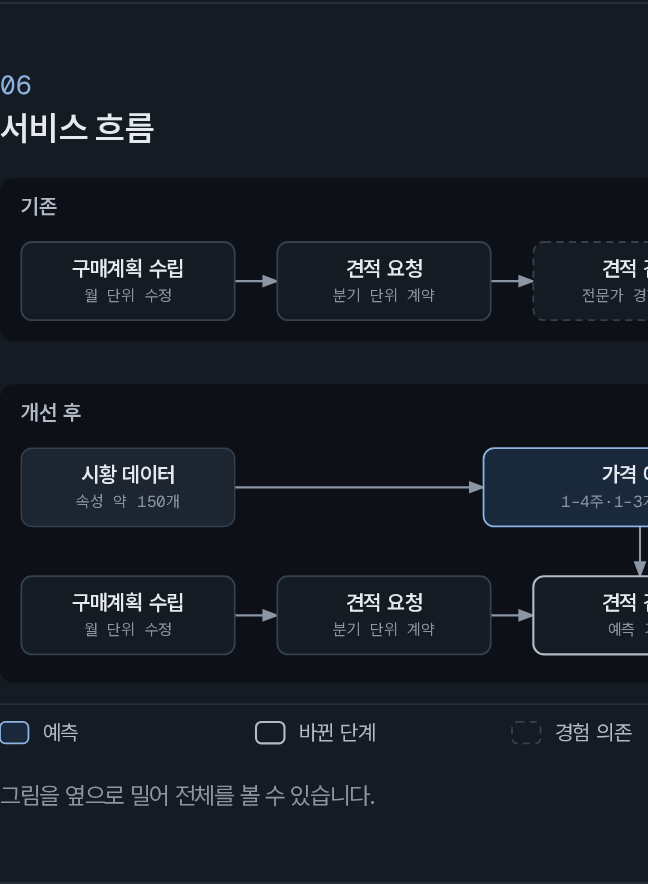 06
서비스 흐름
기존
구매계획 수립
월 단위 수정
견적 요청
분기 단위 계약
견적
전문가
개선 후
시황 데이터
속성 약 150개
가격
1-4주·1-3
구매계획 수립
월 단위 수정
견적 요청
분기 단위 계약
견적
예측
예측
바뀐 단계
경험 의존
그림을 옆으로 밀어 전체를 볼 수 있습니다.